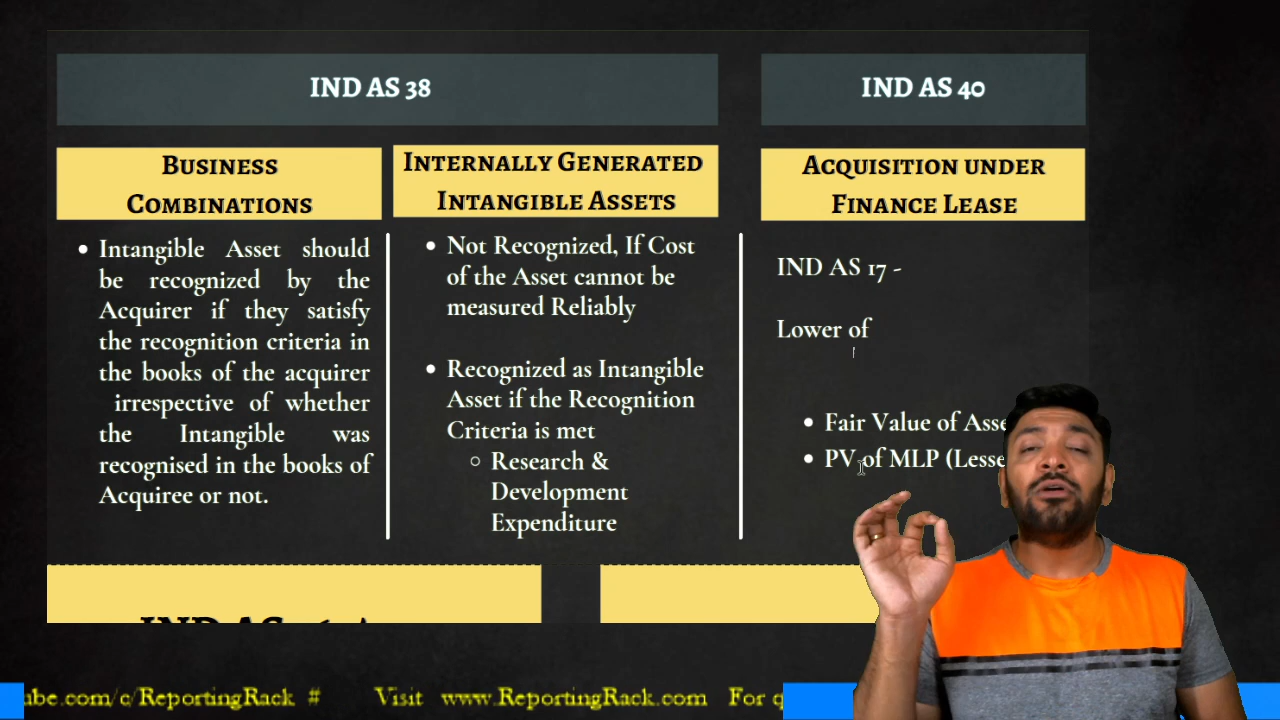 IND AS 38
BUSINESS
COMBINATIONS
• Intangible Asset should
be recognized by the
Acquirer if they satisfy
the recognition criteria in
the books of the acquirer
irrespective of whether
the Intangible was
recognised in the books of
Acquiree or not.
INTERNALLY GENERATED
INTANGIBLE ASSETS
• Not Recognized, If Cost
of the Asset cannot be
measured Reliably
• Recognized as Intangible
Asset if the Recognition
Criteria is met
○ Research &
Development
Expenditure
IND AS 40
ACQUISITION UNDER
FINANCE LEASE
IND AS 17 -
Lower of
• Fair Value of Asse
• PV of MLP (Lesse
IND AS
ube.com/c/ReportingRack # Visit www.ReportingRack.com For q